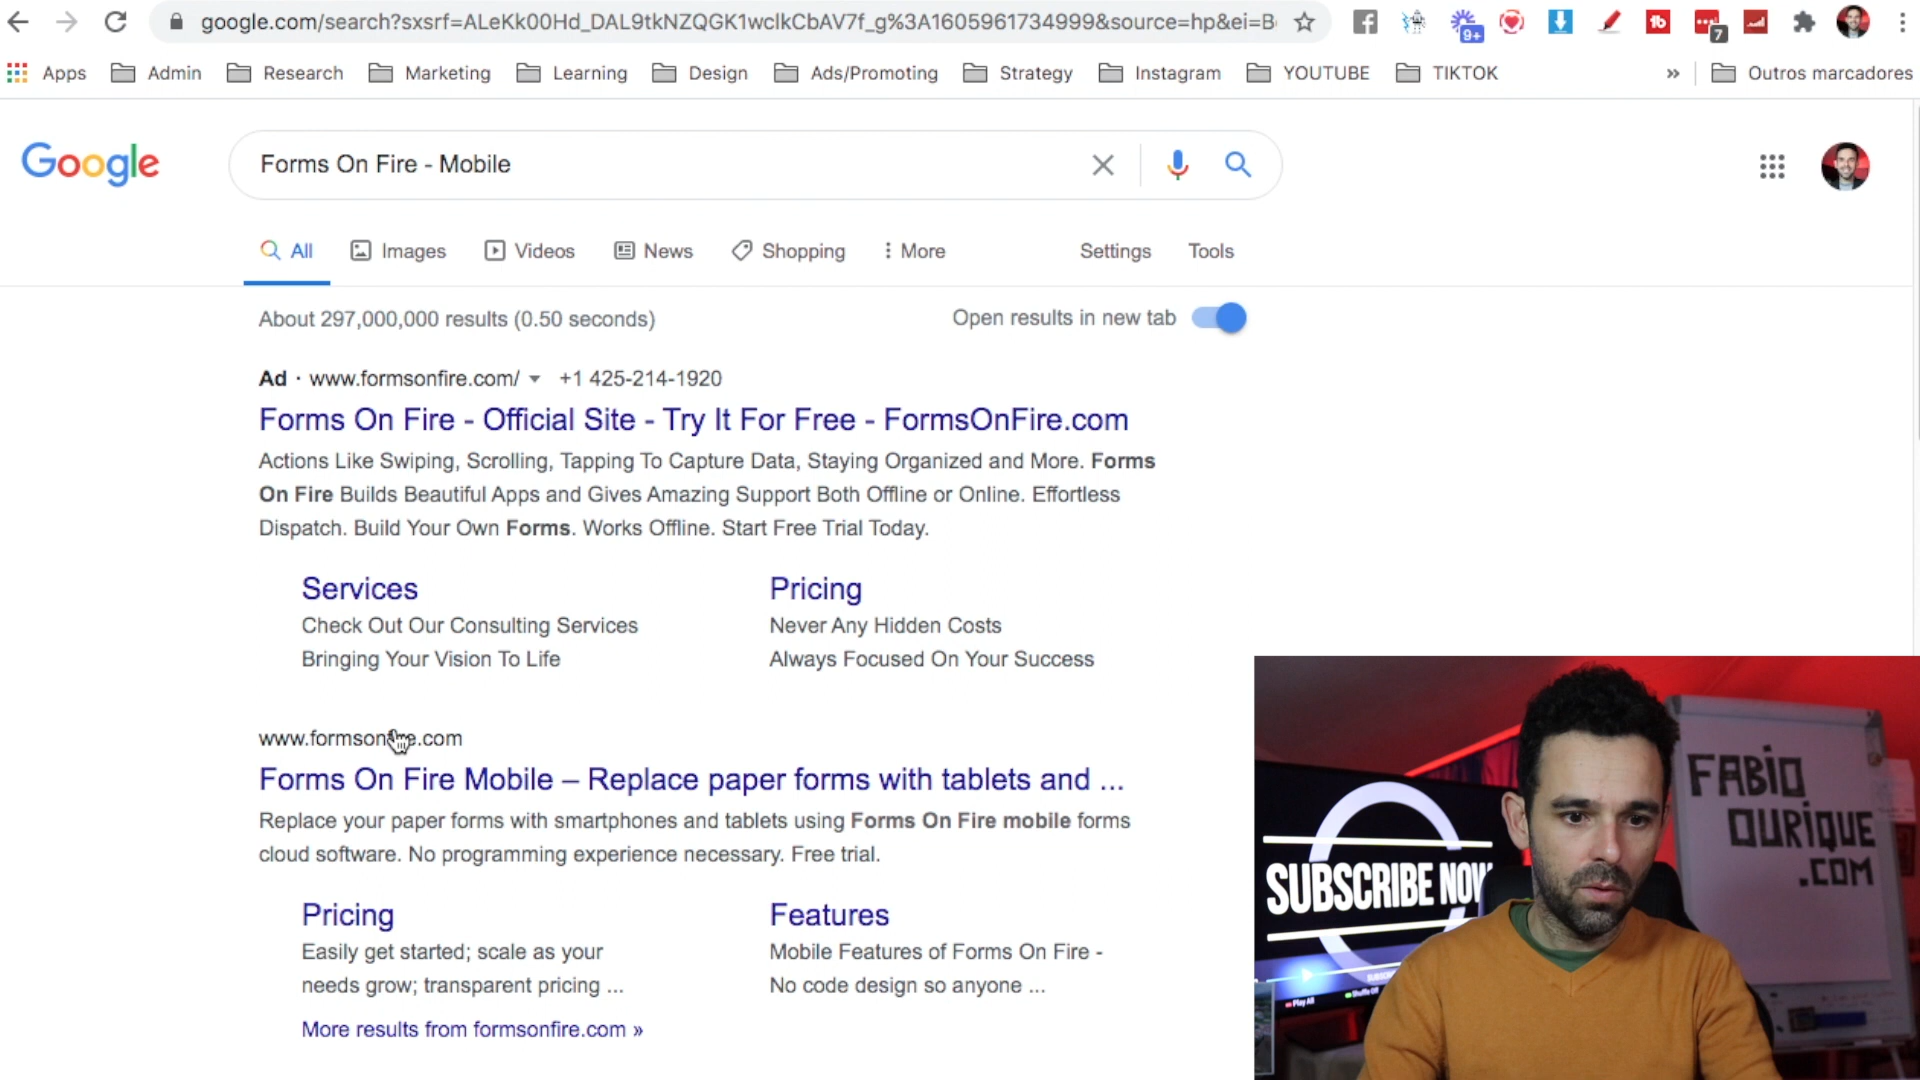 google.com/search?sxsrf=ALeKk00Hd_DAL9tkNZQGK1wclkCbAV7f_g%3A1605961734999&source=hp&ei=B
9+
7
Apps Admin Research Marketing Learning Design Ads/Promoting Strategy Instagram YOUTUBE TIKTOK » Outros marcadores
Google
Forms On Fire - Mobile
All Images Videos News Shopping More Settings Tools
About 297,000,000 results (0.50 seconds)
Open results in new tab
Ad · www.formsonfire.com/ +1 425-214-1920
Forms On Fire - Official Site - Try It For Free - FormsOnFire.com
Actions Like Swiping, Scrolling, Tapping To Capture Data, Staying Organized and More. Forms
On Fire Builds Beautiful Apps and Gives Amazing Support Both Offline or Online. Effortless
Dispatch. Build Your Own Forms. Works Offline. Start Free Trial Today.
Services
Check Out Our Consulting Services
Bringing Your Vision To Life
Pricing
Never Any Hidden Costs
Always Focused On Your Success
www.formsonfire.com
Forms On Fire Mobile – Replace paper forms with tablets and ...
Replace your paper forms with smartphones and tablets using Forms On Fire mobile forms
cloud software. No programming experience necessary. Free trial.
Pricing
Easily get started; scale as your
needs grow; transparent pricing ...
Features
Mobile Features of Forms On Fire -
No code design so anyone ...
More results from formsonfire.com »
SUBSCRIBE NOW
Play All
Shuffle Off
FABIO
OURIQUE
.COM